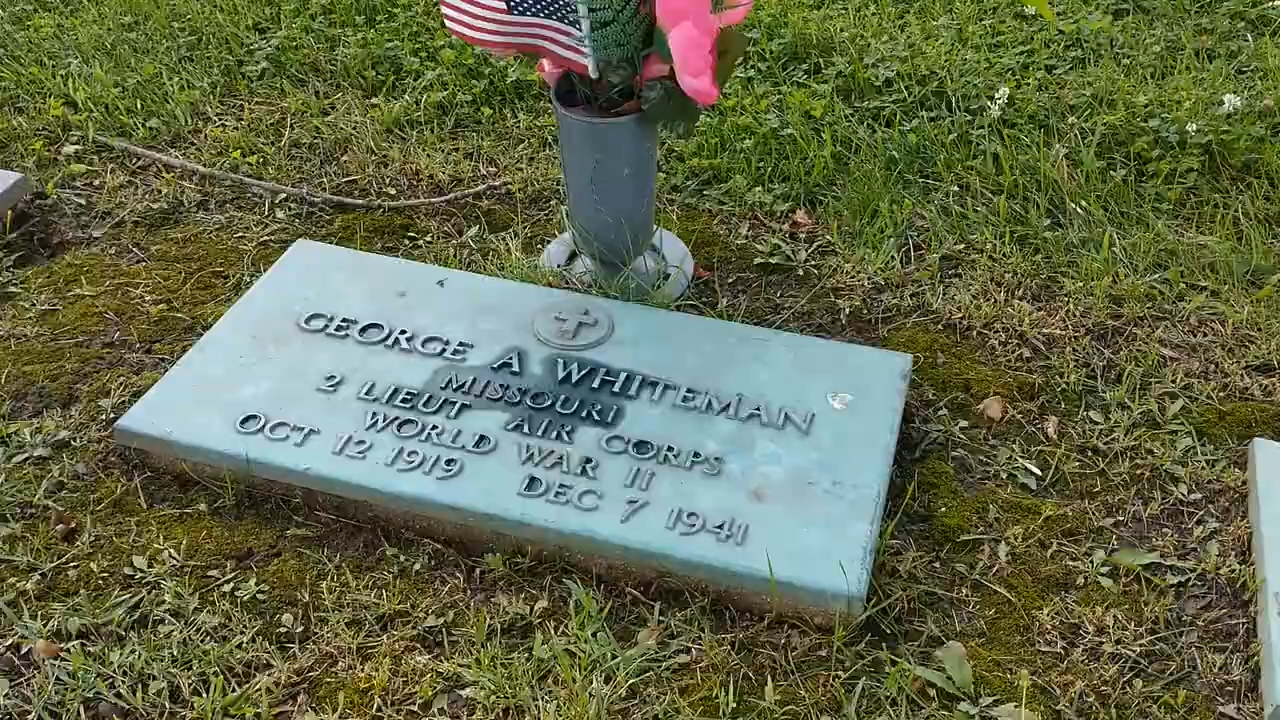 GEORGE A WHITEMAN
MISSOURI
2 LIEUT AIR CORPS
WORLD WAR II
OCT 12 1919 DEC 7 1941